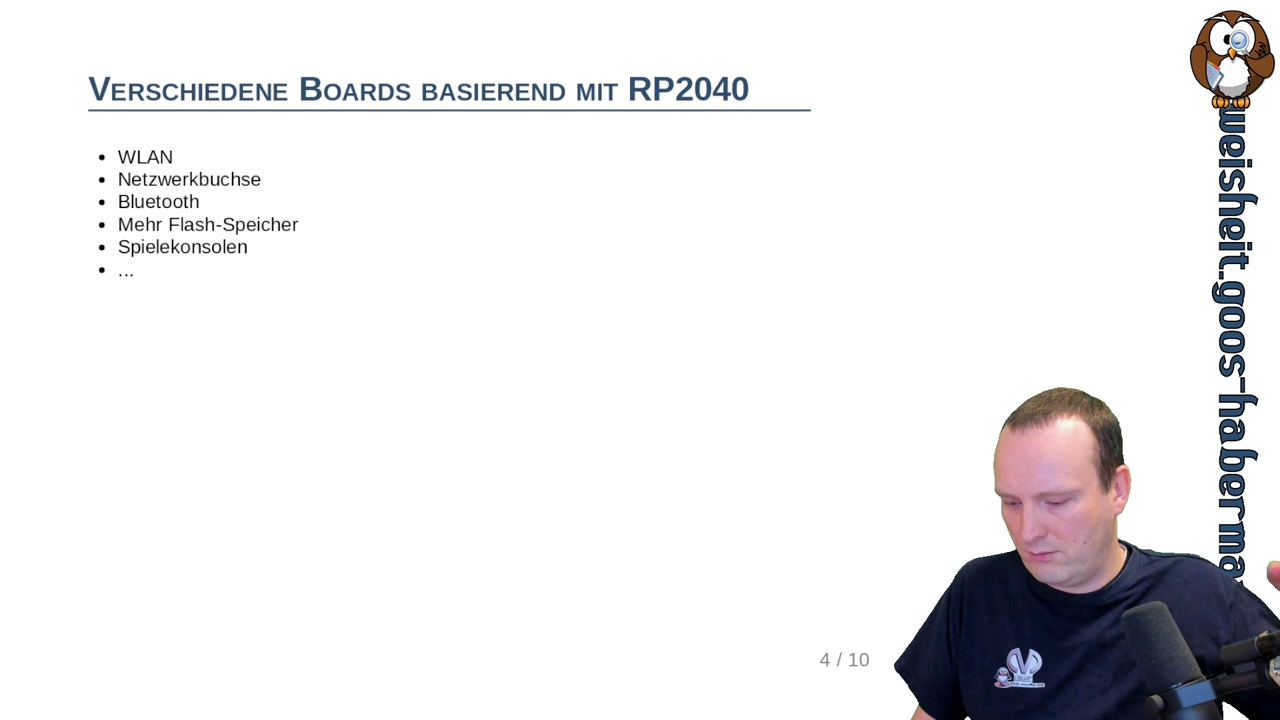 Verschiedene Boards basierend mit RP2040
WLAN
Netzwerkbuchse
Bluetooth
Mehr Flash-Speicher
Spielekonsolen
...
4 / 10
weisheit.goos-haberma